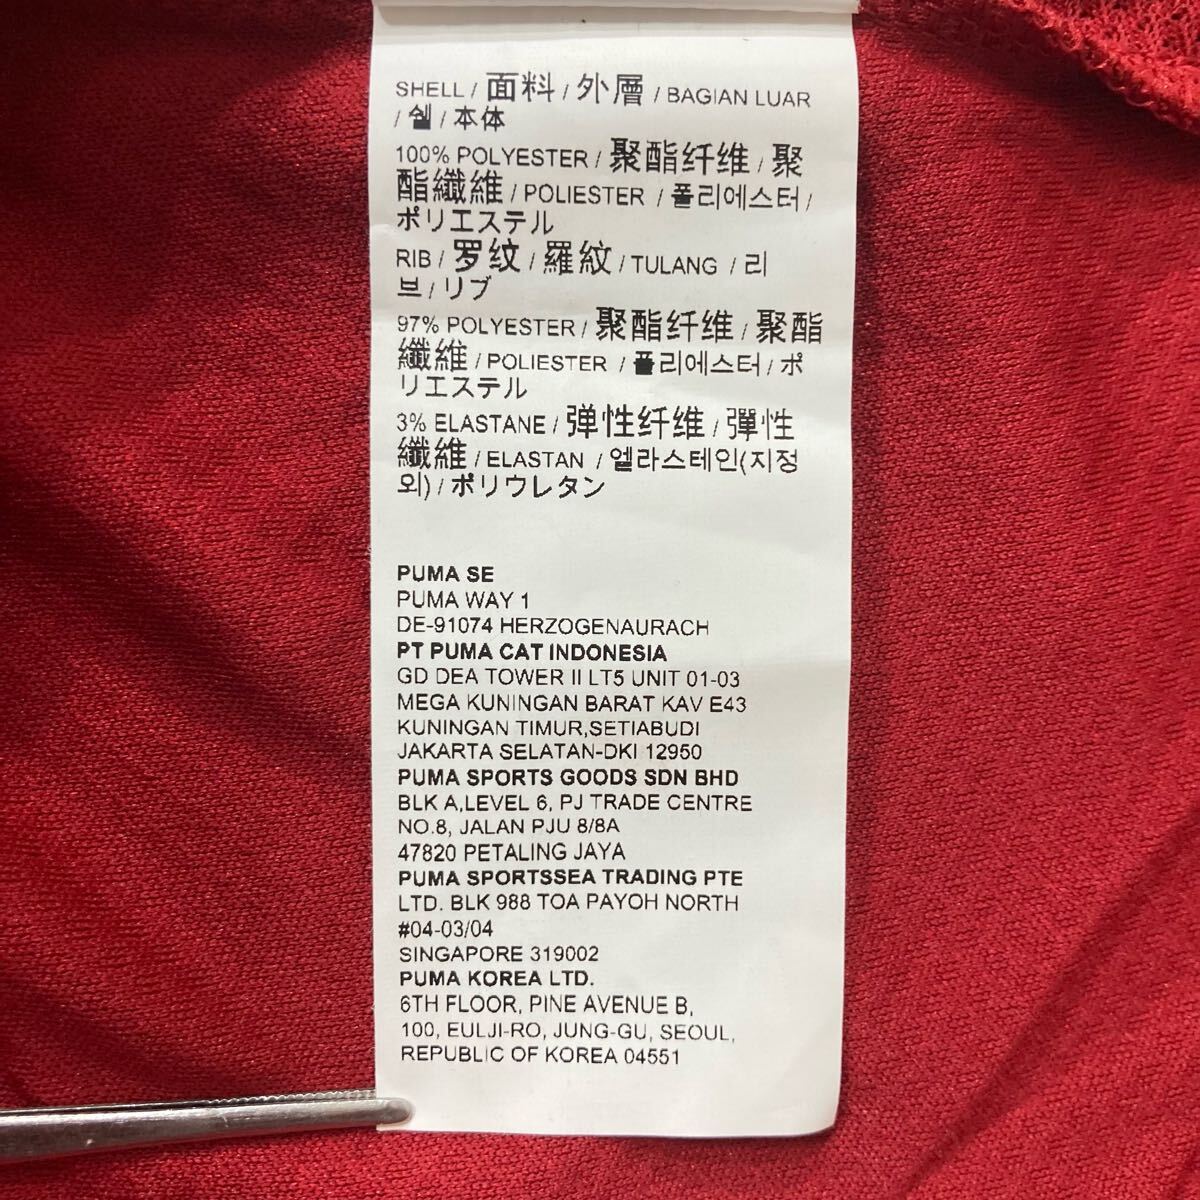 SHELL / 面料 / 外層 / BAGIAN LUAR
/ 쉘 / 本体
100% POLYESTER / 聚酯纤维 / 聚
酯纖維 / POLIESTER / 폴리에스터 /
ポリエステル
RIB / 罗纹 / 羅紋 / TULANG / 리
브 / リブ
97% POLYESTER / 聚酯纤维 / 聚酯
纖維 / POLIESTER / 폴리에스터 / ポ
リエステル
3% ELASTANE / 弹性纤维 / 彈性
纖維 / ELASTAN / 엘라스테인(지정
외) / ポリウレタン
PUMA SE
PUMA WAY 1
DE-91074 HERZOGENAURACH
PT PUMA CAT INDONESIA
GD DEA TOWER II LT5 UNIT 01-03
MEGA KUNINGAN BARAT KAV E43
KUNINGAN TIMUR,SETIABUDI
JAKARTA SELATAN-DKI 12950
PUMA SPORTS GOODS SDN BHD
BLK A,LEVEL 6, PJ TRADE CENTRE
NO.8, JALAN PJU 8/8A
47820 PETALING JAYA
PUMA SPORTSSEA TRADING PTE
LTD. BLK 988 TOA PAYOH NORTH
#04-03/04
SINGAPORE 319002
PUMA KOREA LTD.
6TH FLOOR, PINE AVENUE B,
100, EULJI-RO, JUNG-GU, SEOUL,
REPUBLIC OF KOREA 04551